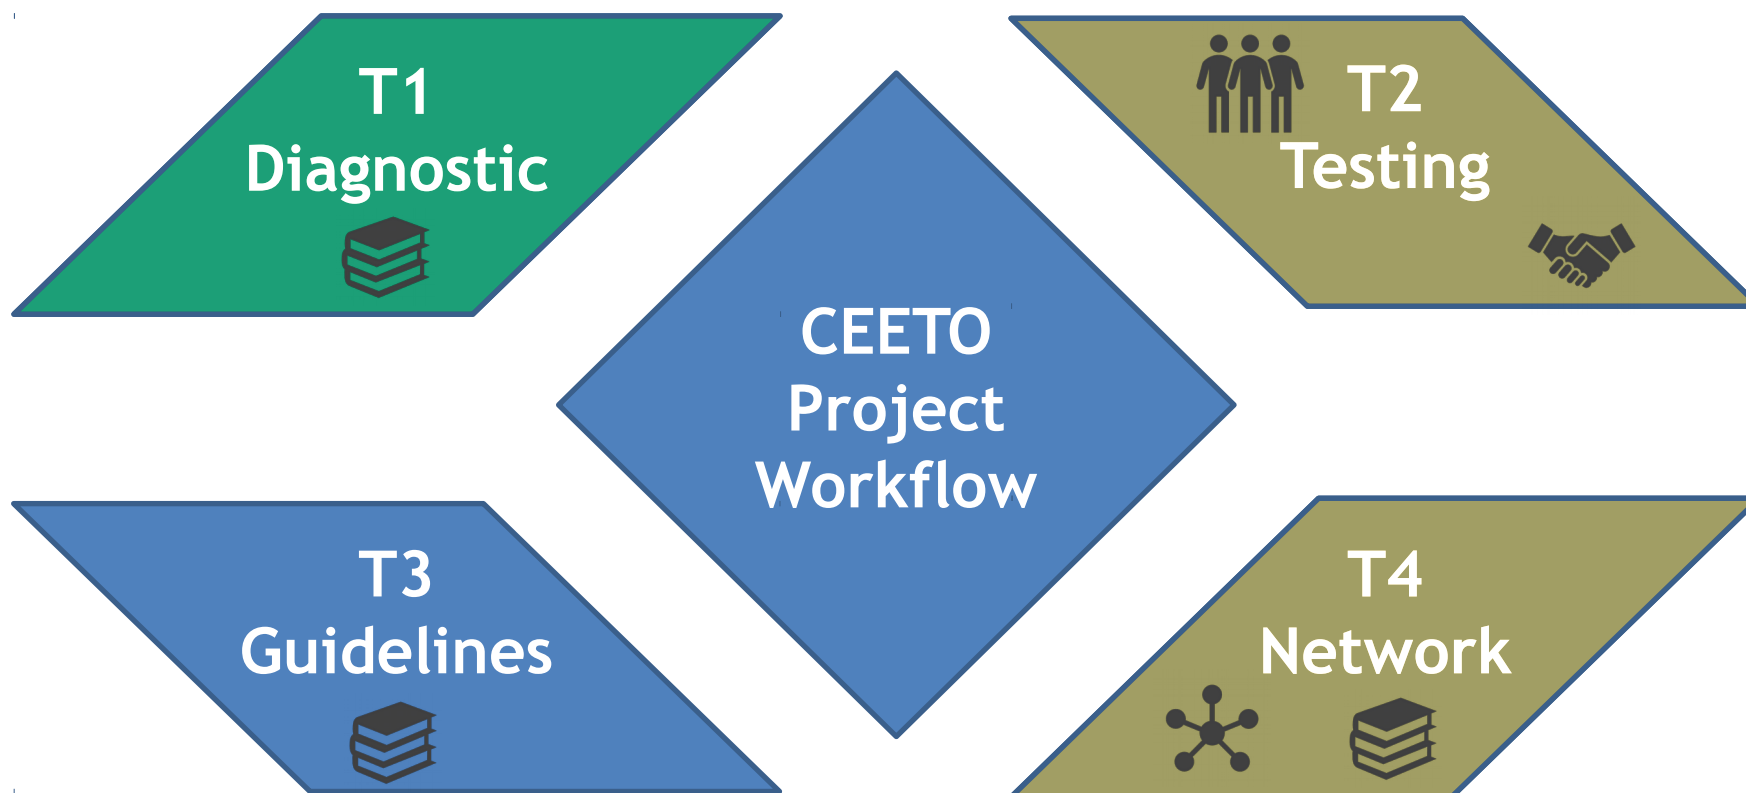 T1
Diagnostic
T2
Testing
CEETO
Project
Workflow
T3
Guidelines
T4
Network